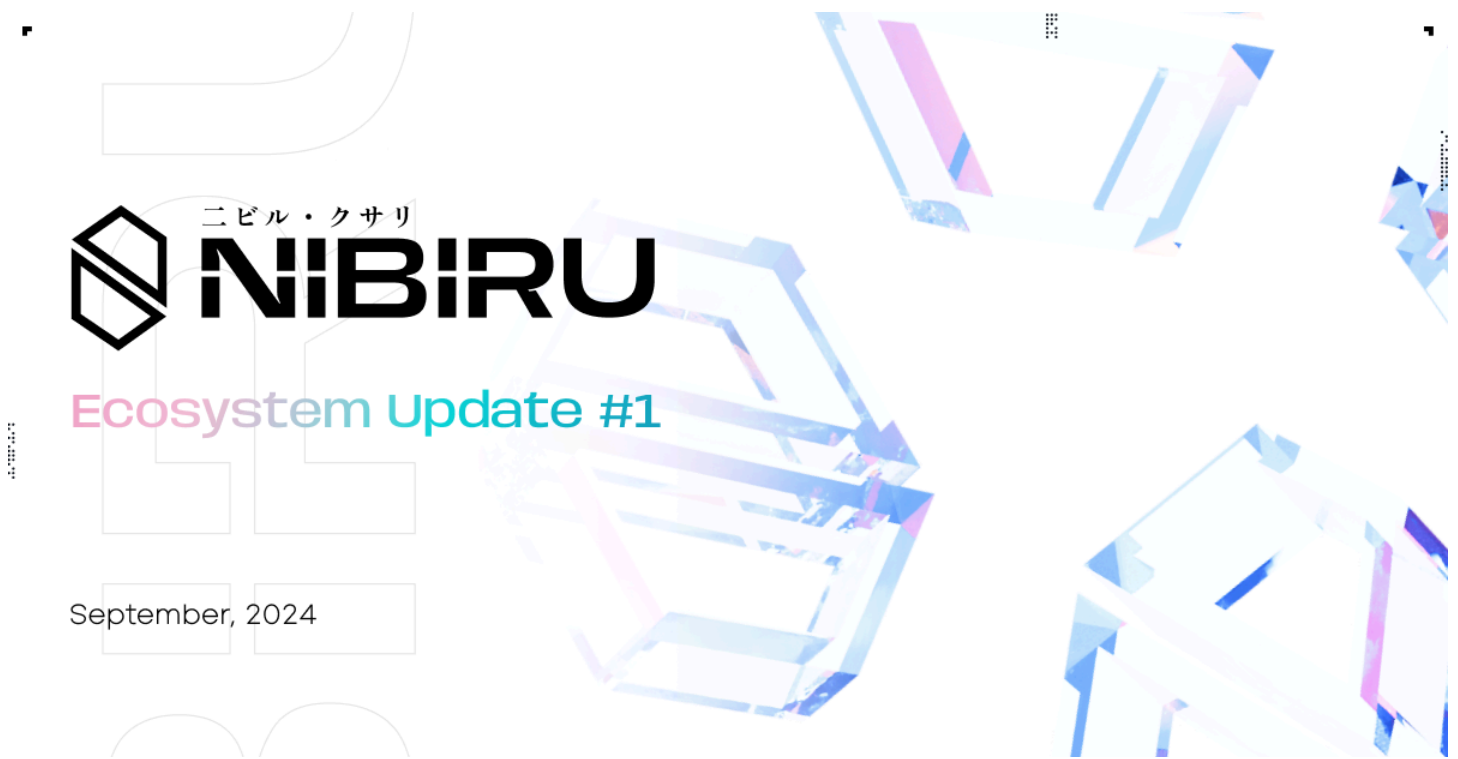 ニビル・クサリ
NIBIRU
Ecosystem Update #1
September, 2024